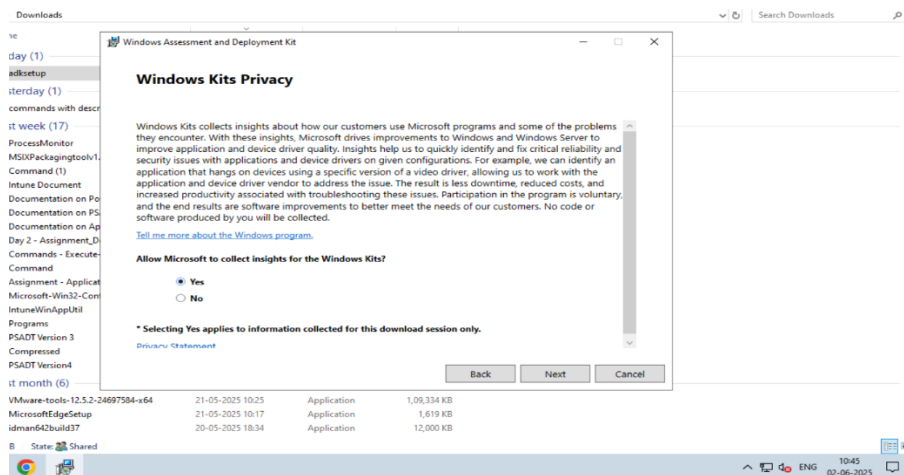 Downloads
Search Downloads
Windows Assessment and Deployment Kit
day (1)
adksetup
Windows Kits Privacy
sterday (1)
commands with descr
st week (17)
Windows Kits collects insights about how our customers use Microsoft programs and some of the problems
they encounter. With these insights, Microsoft drives improvements to Windows and Windows Server to
improve application and device driver quality. Insights help us to quickly identify and fix critical reliability and
security issues with applications and device drivers on given configurations. For example, we can identify an
application that hangs on devices using a specific version of a video driver, allowing us to work with the
application and device driver vendor to address the issue. The result is less downtime, reduced costs, and
increased productivity associated with troubleshooting these issues. Participation in the program is voluntary,
and the end results are software improvements to better meet the needs of our customers. No code or
software produced by you will be collected.
Tell me more about the Windows program.
Allow Microsoft to collect insights for the Windows Kits?
Yes
No
* Selecting Yes applies to information collected for this download session only.
Privacy Statement
Back Next Cancel
ProcessMonitor
MSIXPackagingtoolv1.
Command (1)
Intune Document
Documentation on Po
Documentation on PS
Documentation on Ap
Day 2 - Assignment_D
Commands - Execute-
Command
Assignment - Applicat
Microsoft-Win32-Con
IntuneWinAppUtil
Programs
PSADT Version 3
Compressed
PSADT Version4
st month (6)
VMware-tools-12.5.2-24697584-x64 21-05-2025 10:25 Application 1,09,334 KB
MicrosoftEdgeSetup 21-05-2025 10:17 Application 1,619 KB
idman642build37 20-05-2025 18:34 Application 12,000 KB
B State: Shared
ENG 10:45
02-06-2025